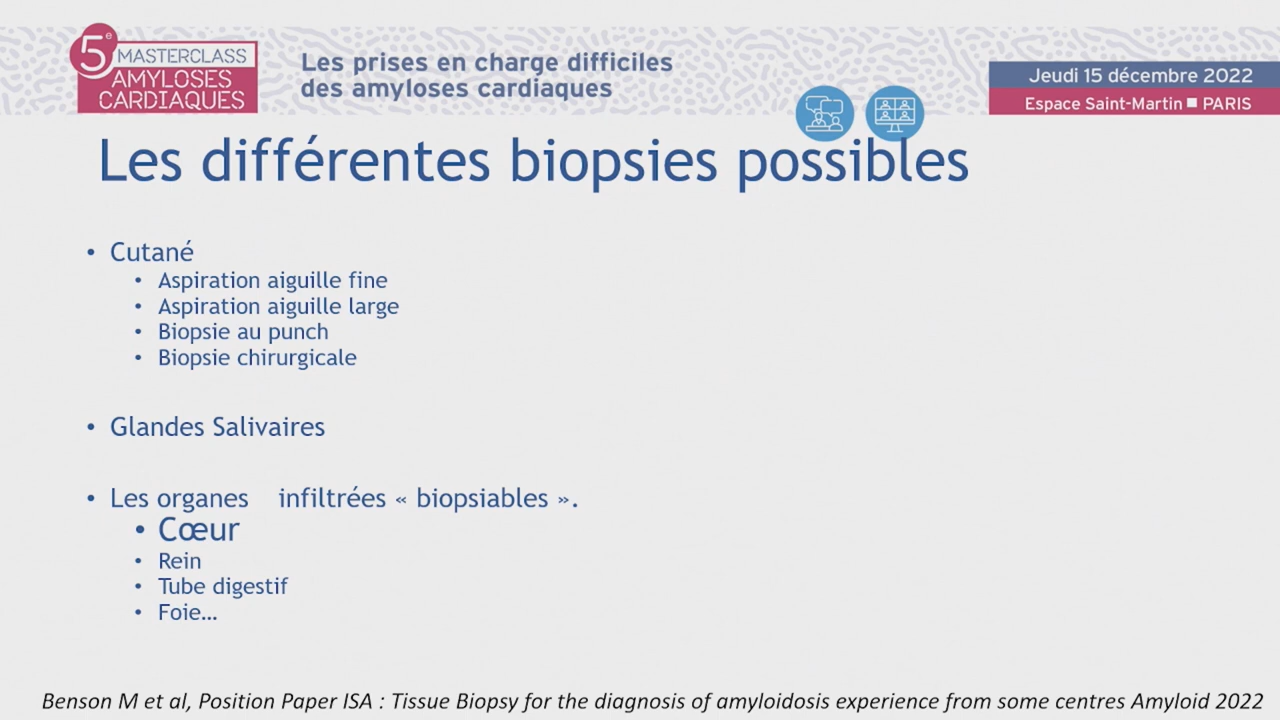 5e MASTERCLASS
AMYLOSES
CARDIAQUES
Les prises en charge difficiles
des amyloses cardiaques
Jeudi 15 décembre 2022
Espace Saint-Martin ■ PARIS
Les différentes biopsies possibles
• Cutané
• Aspiration aiguille fine
• Aspiration aiguille large
• Biopsie au punch
• Biopsie chirurgicale
• Glandes Salivaires
• Les organes infiltrées « biopsiables ».
• Cœur
• Rein
• Tube digestif
• Foie…
Benson M et al, Position Paper ISA : Tissue Biopsy for the diagnosis of amyloidosis experience from some centres Amyloid 2022